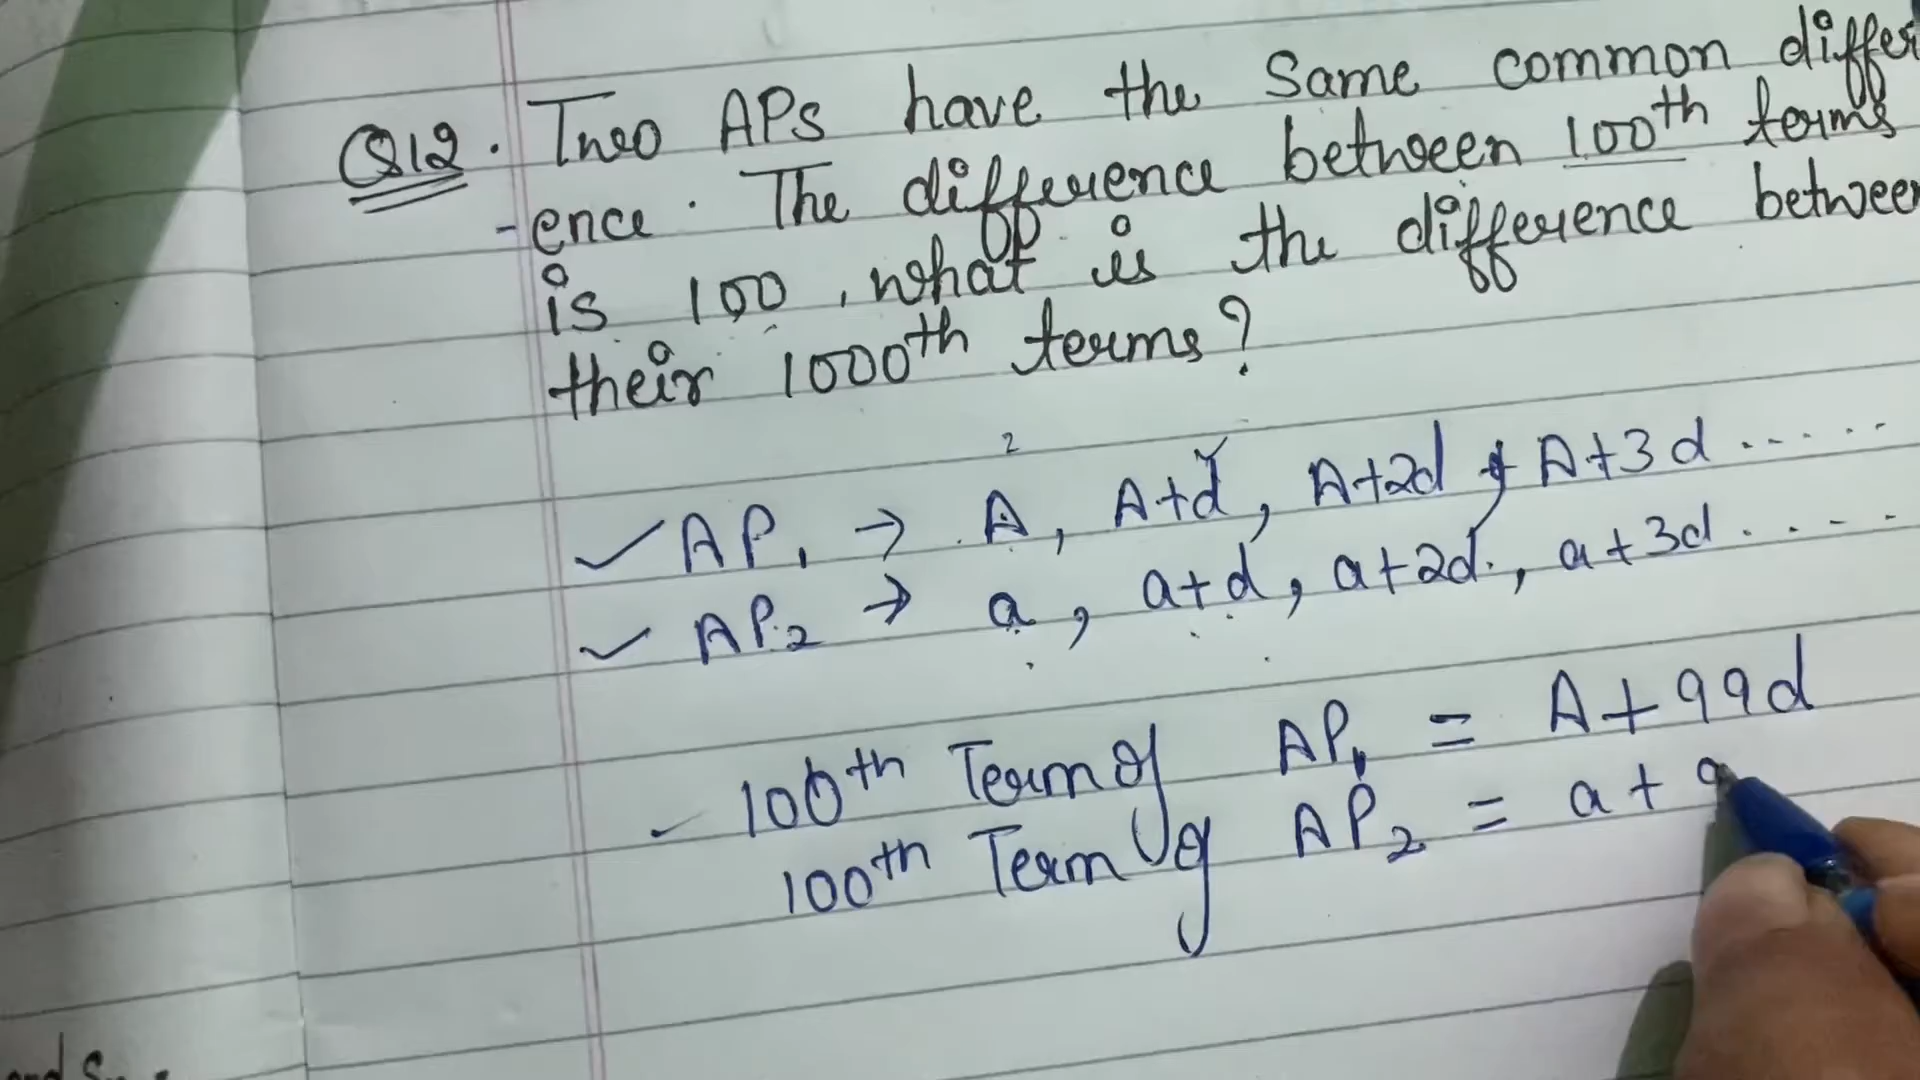 Q12. Two APs have the Same common differ
-ence. The difference between 100th terms
is 100, what is the difference between
their 1000th terms?
2
✓ AP₁ → A, A+d, A+2d, A+3d ......
✓ AP₂ → a, a+d, a+2d, a+3d .....
100th Term of AP₁ = A+99d
100th Term of AP₂ = a+9